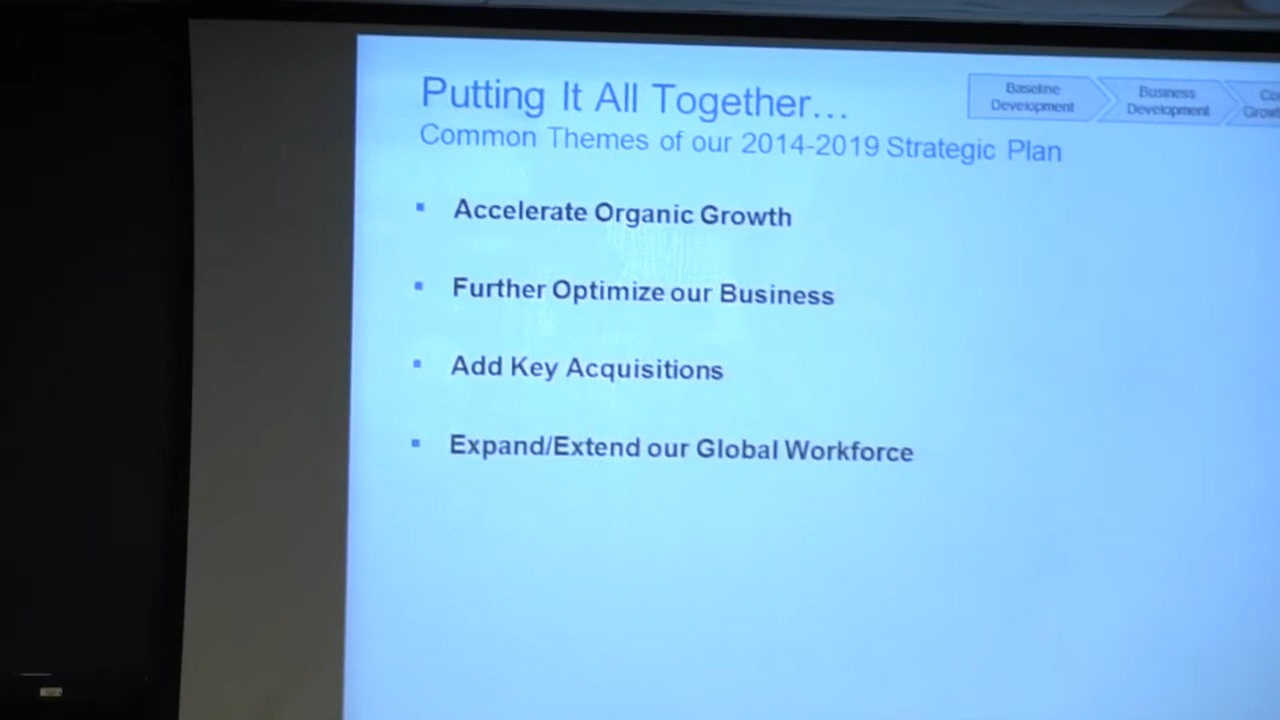 Putting It All Together...
Common Themes of our 2014-2019 Strategic Plan
Baseline
Development
Business
Development
▪ Accelerate Organic Growth
▪ Further Optimize our Business
▪ Add Key Acquisitions
▪ Expand/Extend our Global Workforce